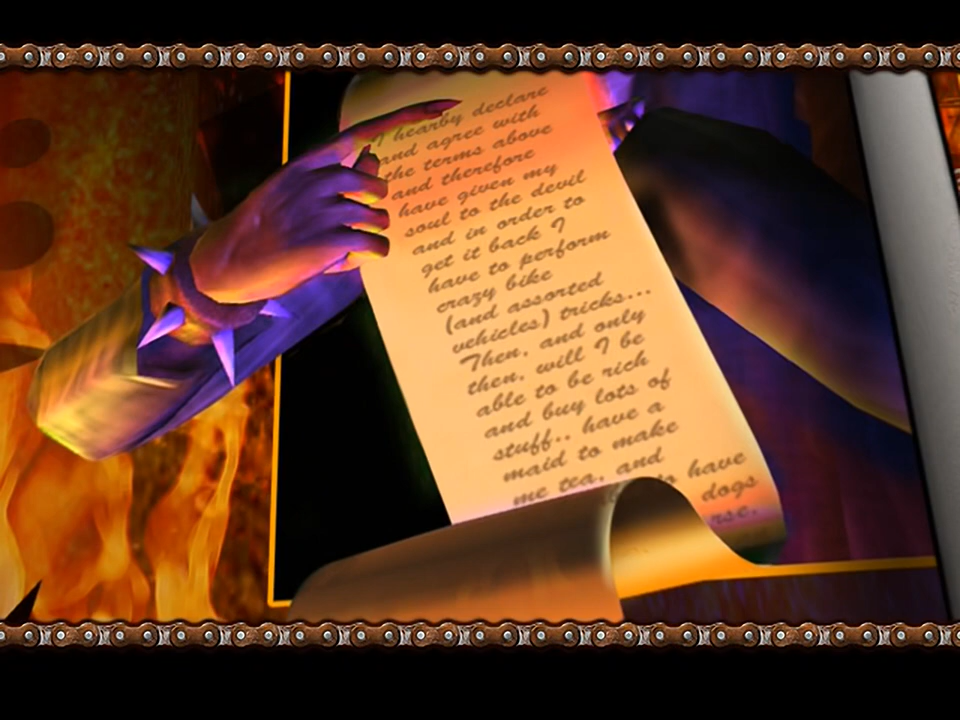 I hearby declare
and agree with
the terms above
and therefore
have given my
soul to the devil
and in order to
get it back I
have to perform
crazy bike
(and assorted
vehicles) tricks...
Then, and only
then, will I be
able to be rich
and buy lots of
stuff.. have a
maid to make
me tea, and have
dogs